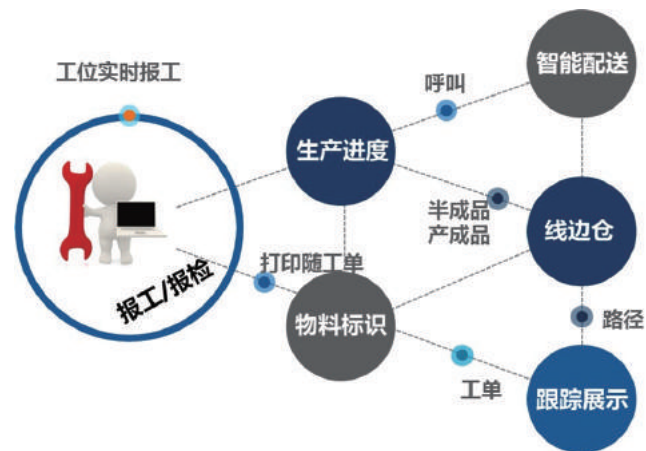 工位实时报工
报工/报检
生产进度
呼叫
智能配送
半成品
产成品
线边仓
打印随工单
物料标识
工单
路径
跟踪展示